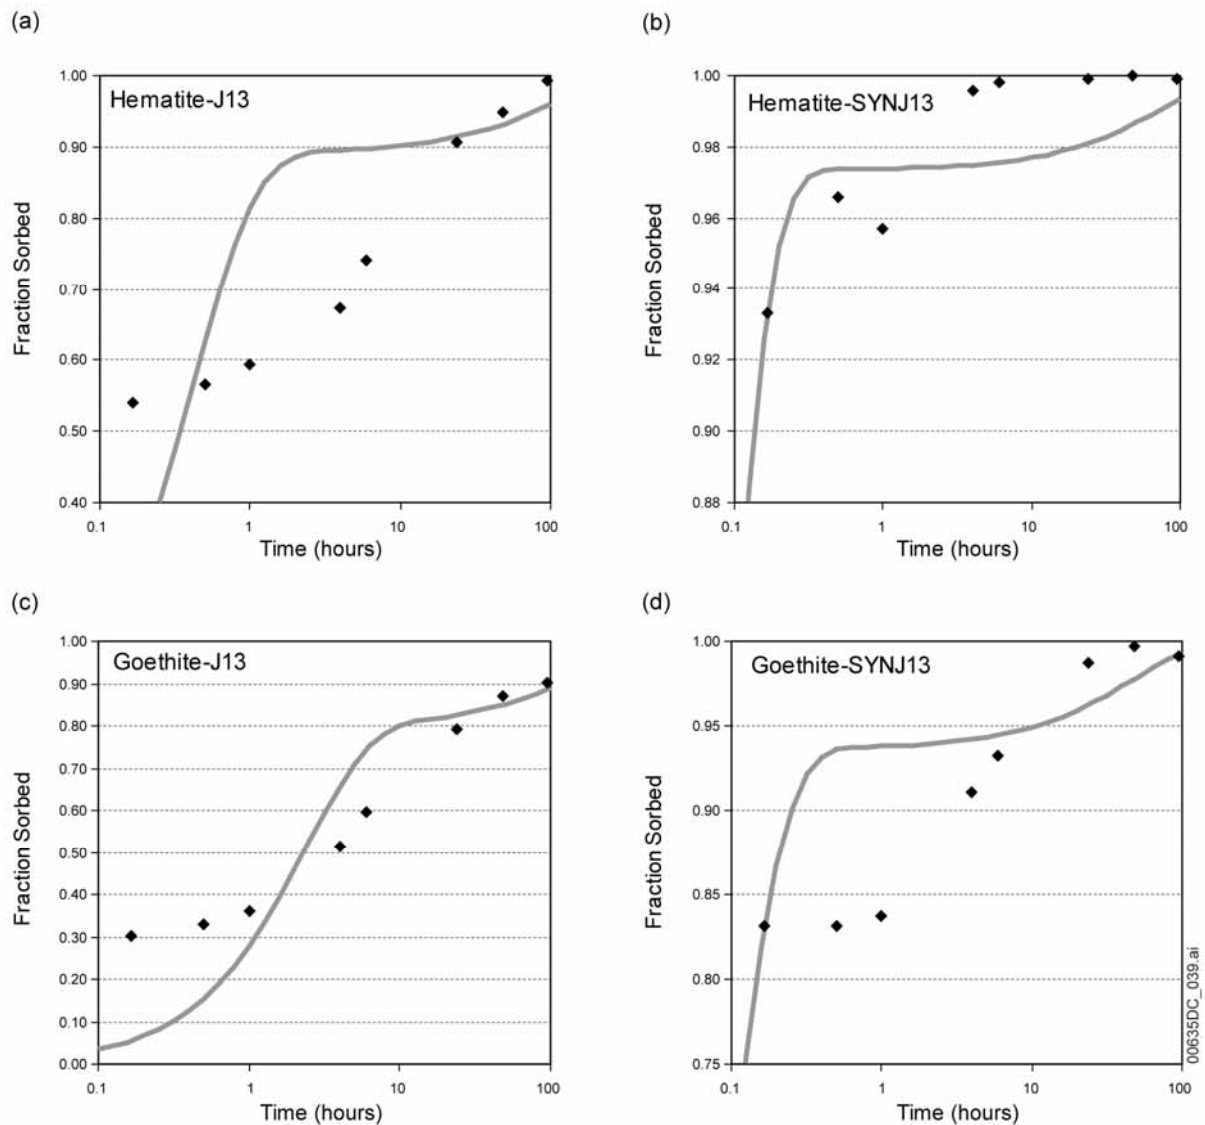 (a)
Hematite-J13
Fraction Sorbed
1.00
0.90
0.80
0.70
0.60
0.50
0.40
0.1
1
10
100
Time (hours)
(b)
Hematite-SYNJ13
Fraction Sorbed
1.00
0.98
0.96
0.94
0.92
0.90
0.88
0.1
1
10
100
Time (hours)
(c)
Goethite-J13
Fraction Sorbed
1.00
0.90
0.80
0.70
0.60
0.50
0.40
0.30
0.20
0.10
0.00
0.1
1
10
100
Time (hours)
(d)
Goethite-SYNJ13
Fraction Sorbed
1.00
0.95
0.90
0.85
0.80
0.75
0.1
1
10
100
Time (hours)
00635DC_039.ai